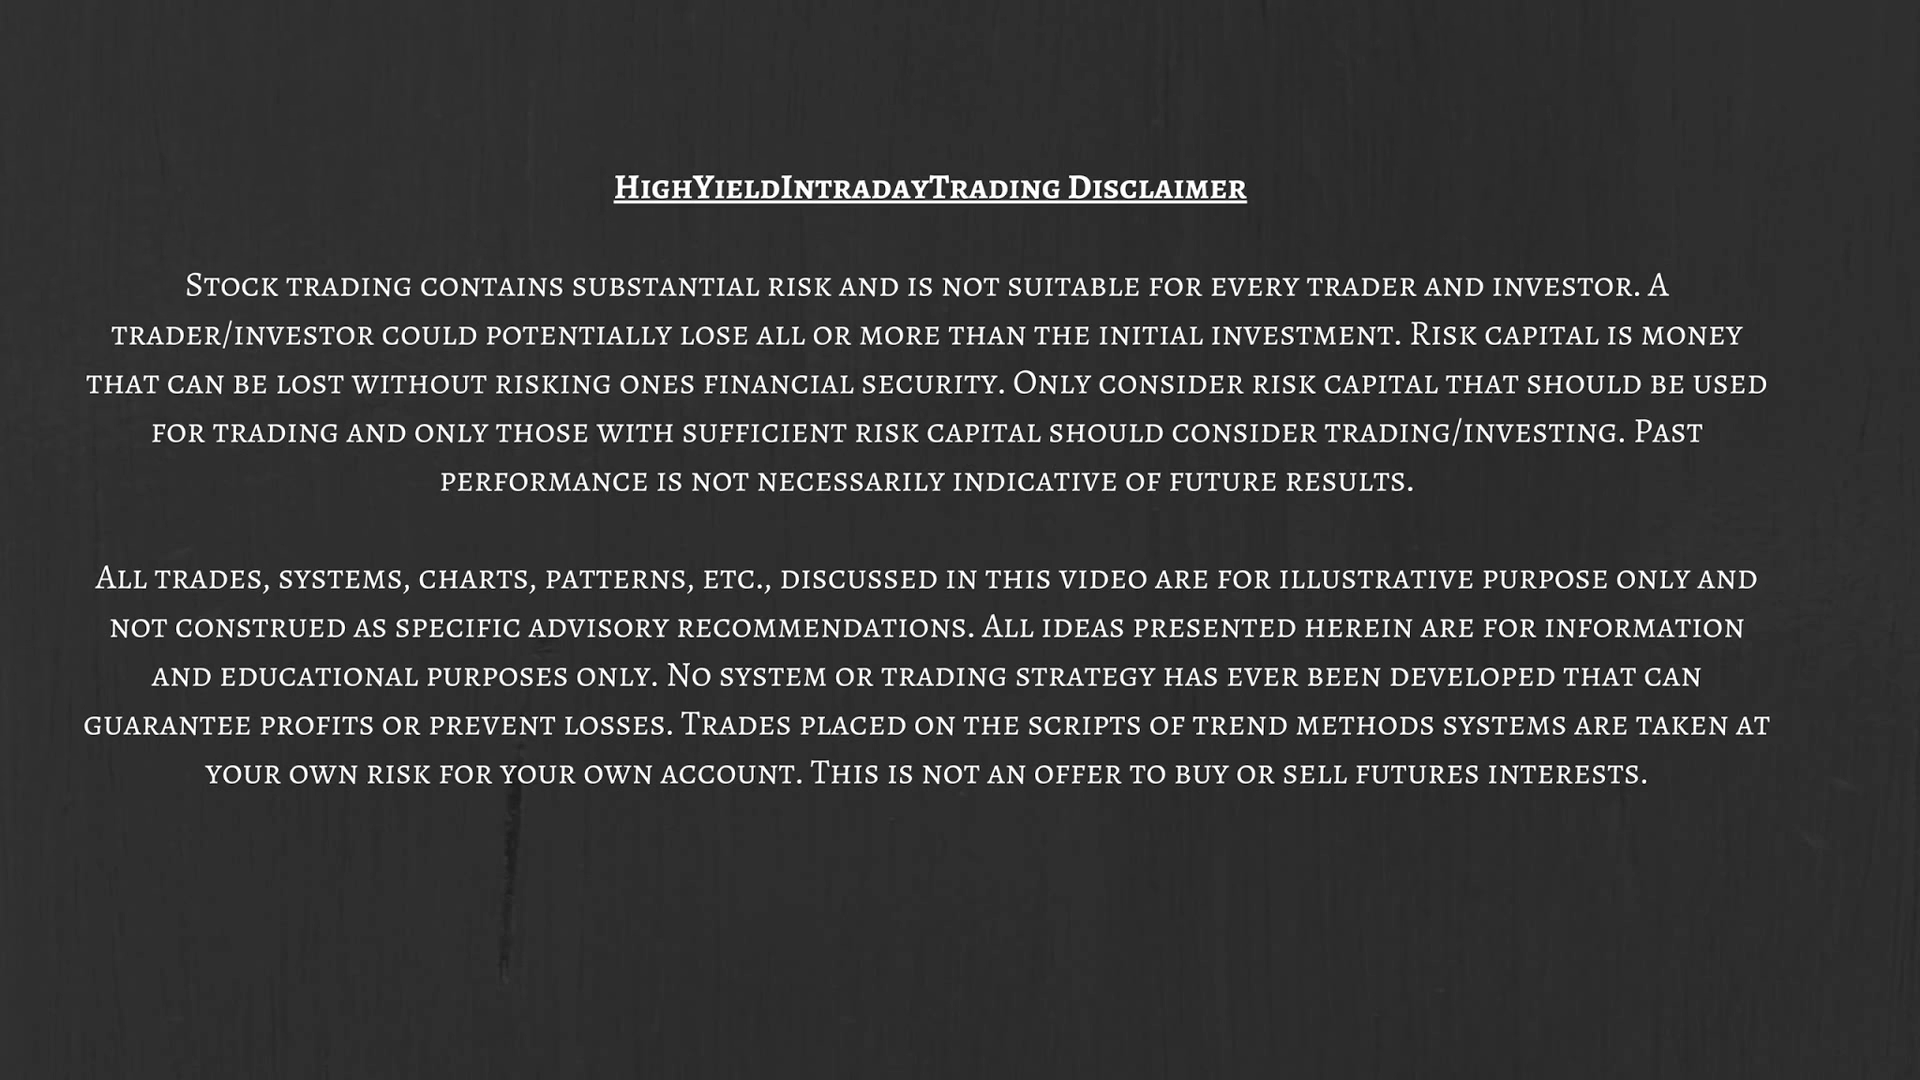 HighYieldIntradayTrading Disclaimer
Stock trading contains substantial risk and is not suitable for every trader and investor. A
trader/investor could potentially lose all or more than the initial investment. Risk capital is money
that can be lost without risking ones financial security. Only consider risk capital that should be used
for trading and only those with sufficient risk capital should consider trading/investing. Past
performance is not necessarily indicative of future results.
All trades, systems, charts, patterns, etc., discussed in this video are for illustrative purpose only and
not construed as specific advisory recommendations. All ideas presented herein are for information
and educational purposes only. No system or trading strategy has ever been developed that can
guarantee profits or prevent losses. Trades placed on the scripts of trend methods systems are taken at
your own risk for your own account. This is not an offer to buy or sell futures interests.